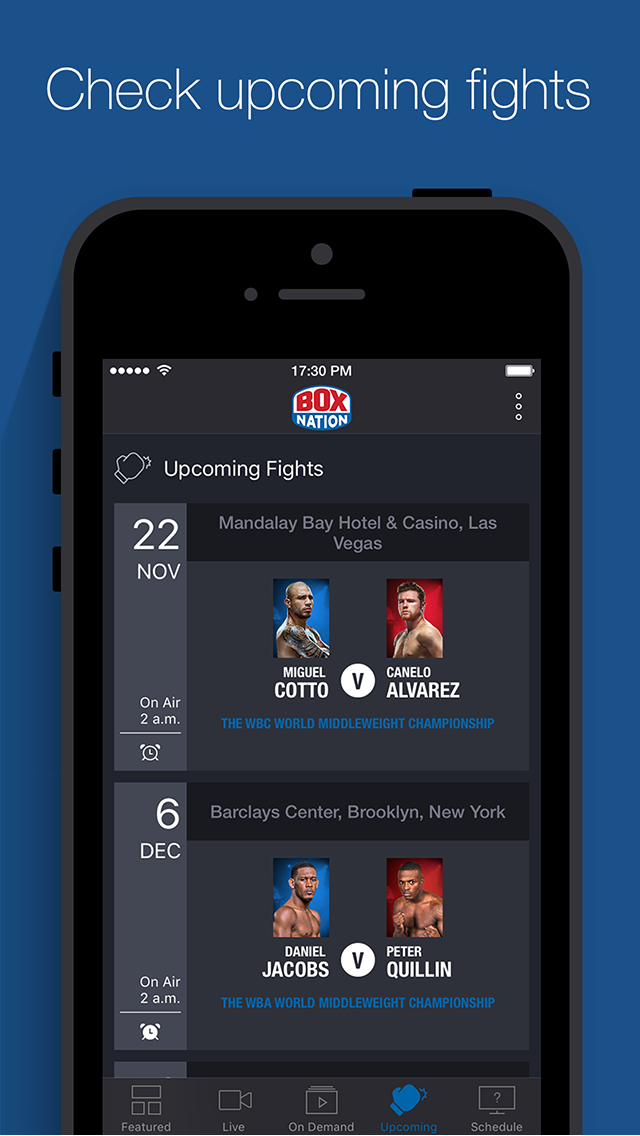 Check upcoming fights
17:30 PM
BOX
NATION
Upcoming Fights
22
NOV
On Air
2 a.m.
Mandalay Bay Hotel & Casino, Las
Vegas
MIGUEL
COTTO
V
CANELO
ALVAREZ
THE WBC WORLD MIDDLEWEIGHT CHAMPIONSHIP
6
DEC
On Air
2 a.m.
Barclays Center, Brooklyn, New York
DANIEL
JACOBS
V
PETER
QUILLIN
THE WBA WORLD MIDDLEWEIGHT CHAMPIONSHIP
Featured
Live
On Demand
Upcoming
?
Schedule